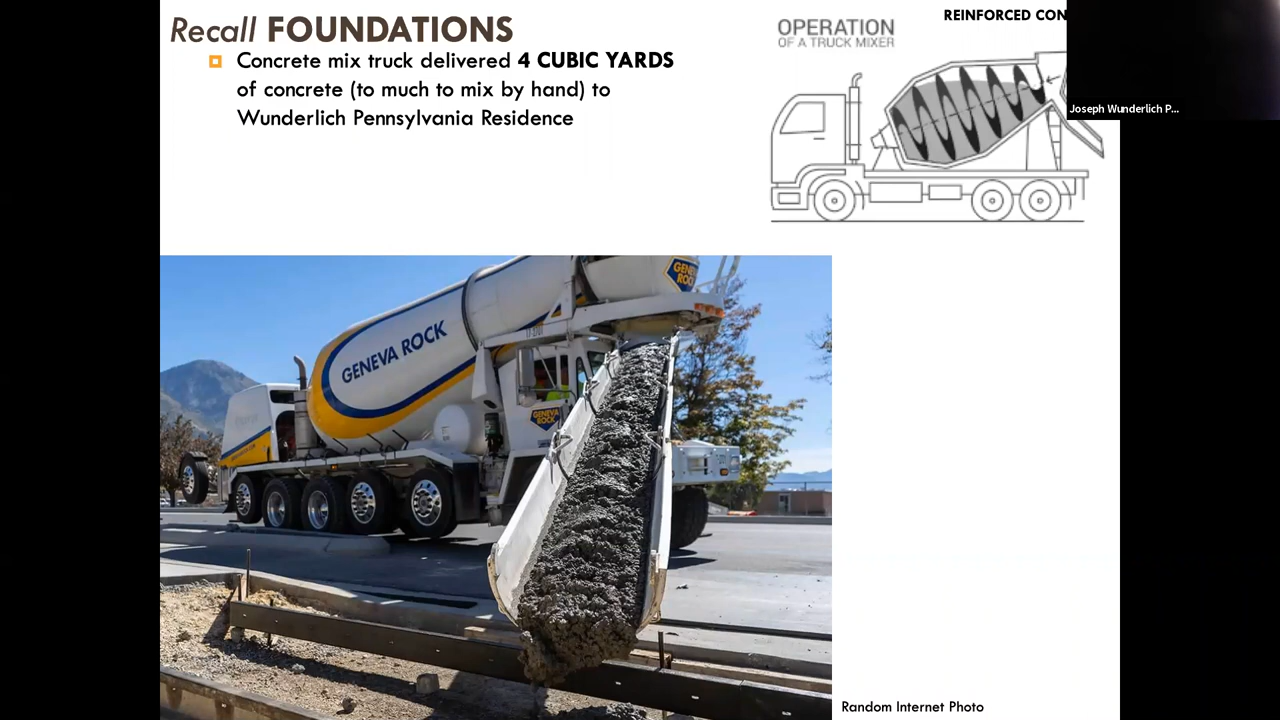 Recall FOUNDATIONS
Concrete mix truck delivered 4 CUBIC YARDS
of concrete (to much to mix by hand) to
Wunderlich Pennsylvania Residence
OPERATION
OF A TRUCK MIXER
REINFORCED CON
Joseph Wunderlich P...
GENEVA ROCK
GENEVA
ROCK
Random Internet Photo